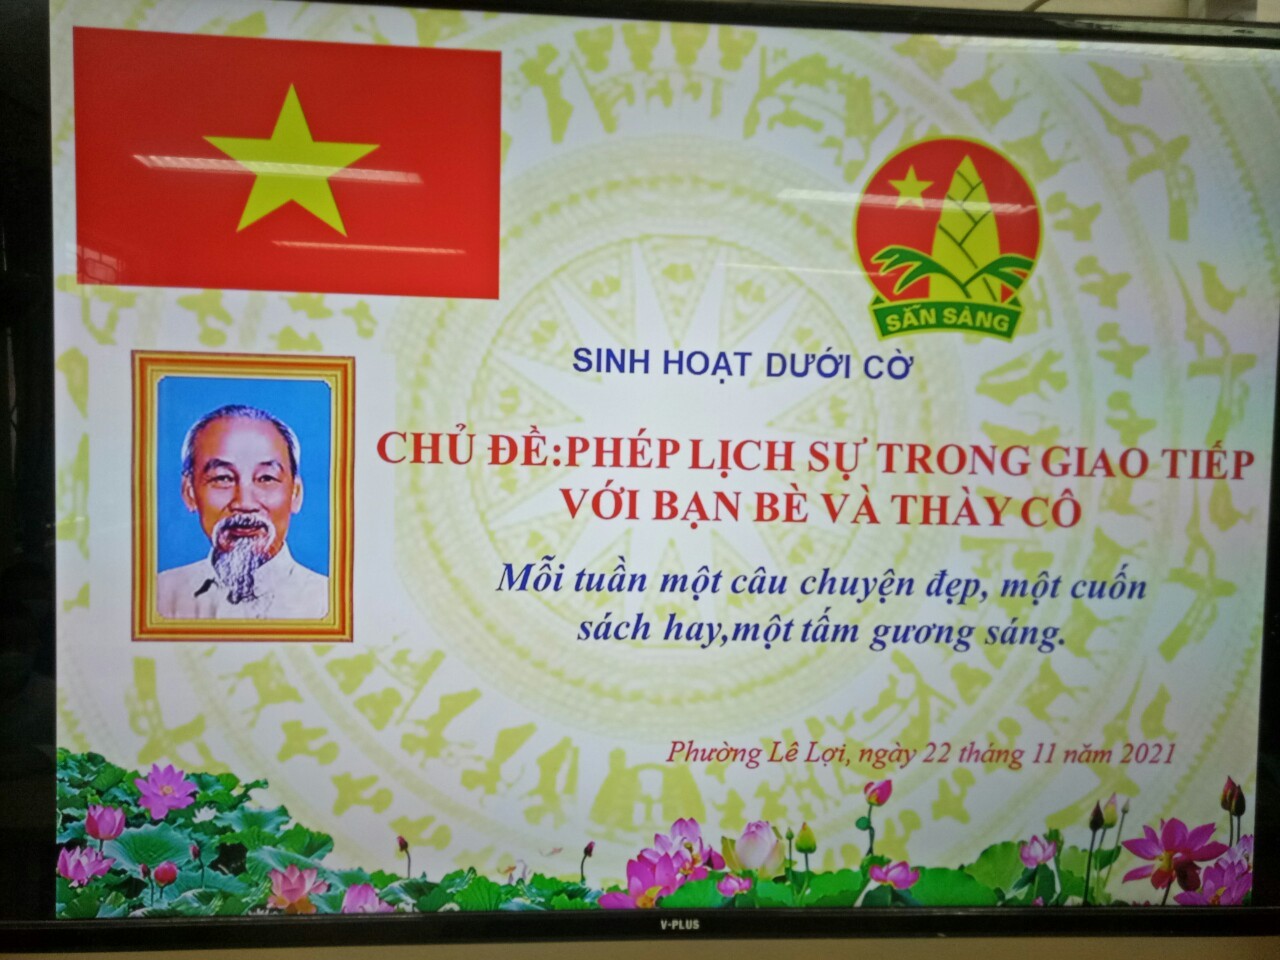 SẴN SÀNG
SINH HOẠT DƯỚI CỜ
CHỦ ĐỀ:PHÉP LỊCH SỰ TRONG GIAO TIẾP
VỚI BẠN BÈ VÀ THÀY CÔ
Mỗi tuần một câu chuyện đẹp, một cuốn
sách hay,một tấm gương sáng.
Phường Lê Lợi, ngày 22 tháng 11 năm 2021
V-PLUS